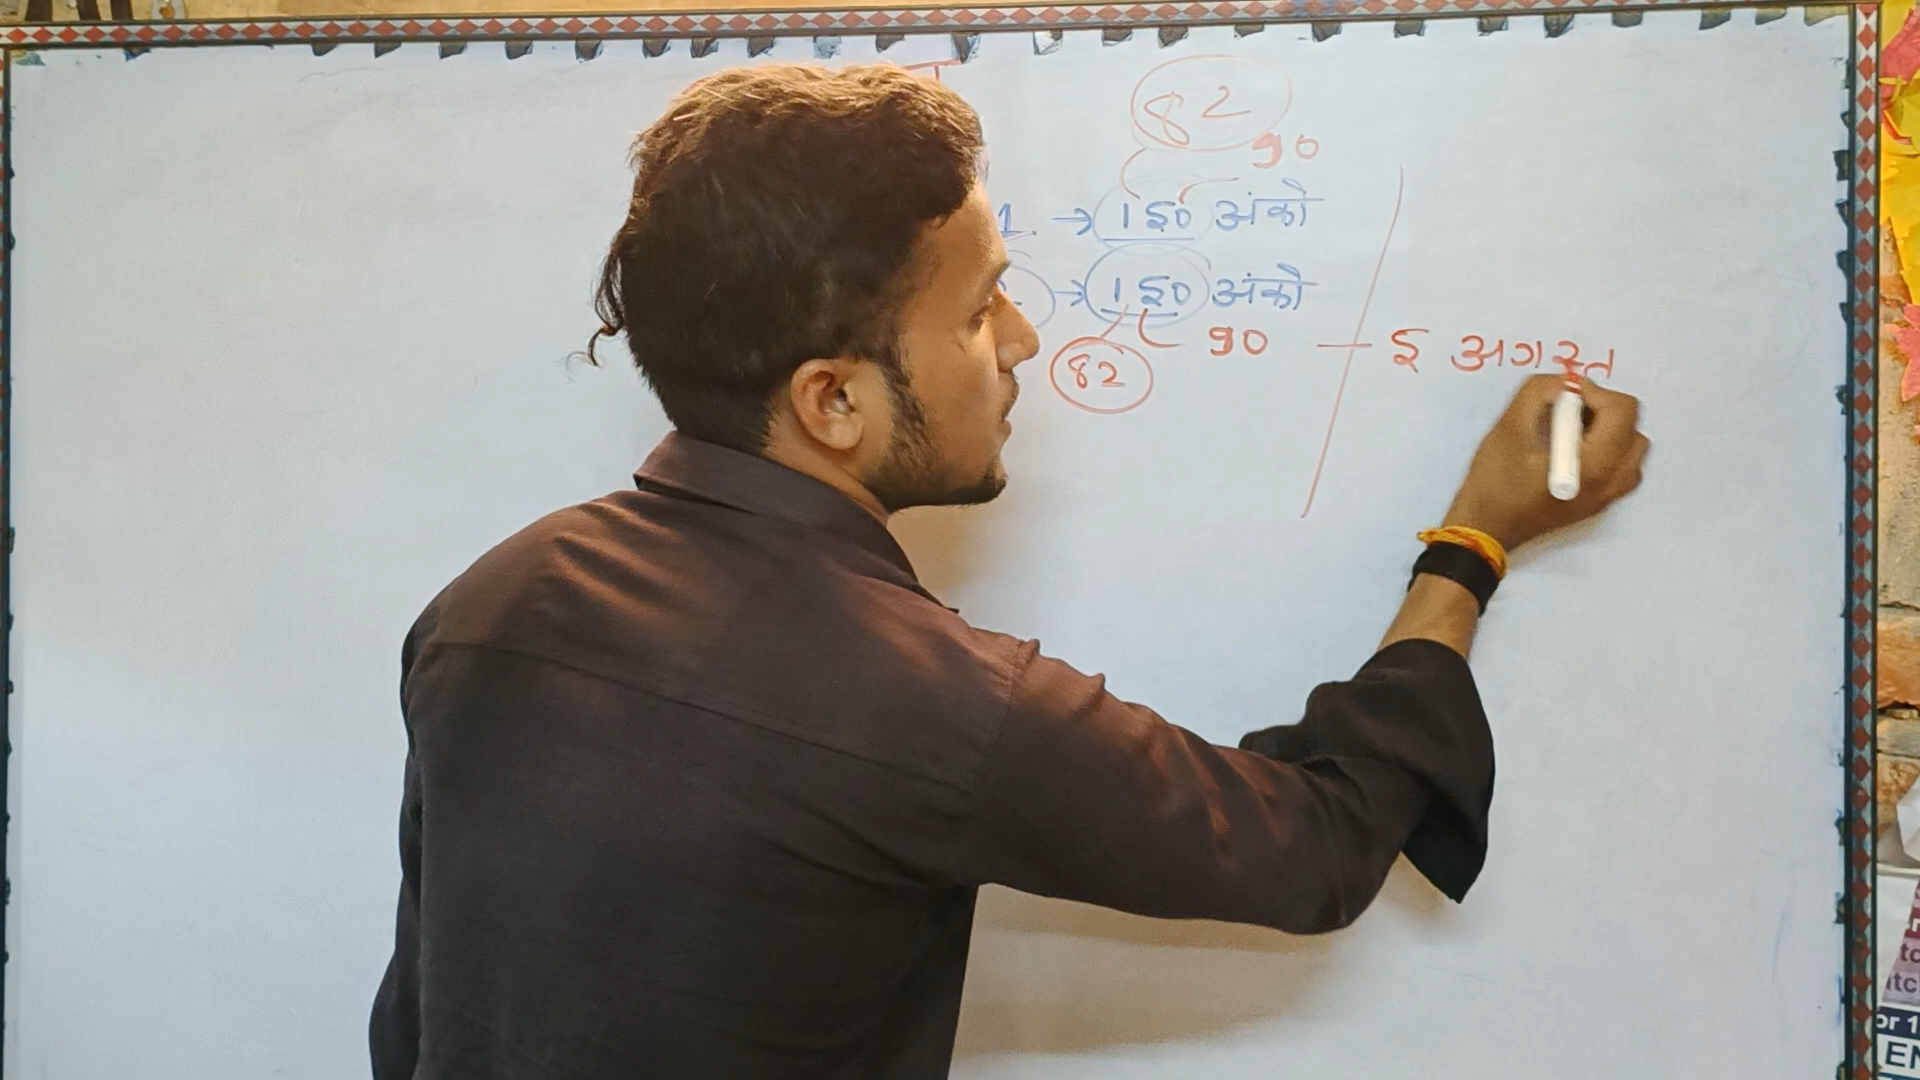 82
90
1. → 150 अंको
→ 150 अंको
82 90 — 5 अगस्त